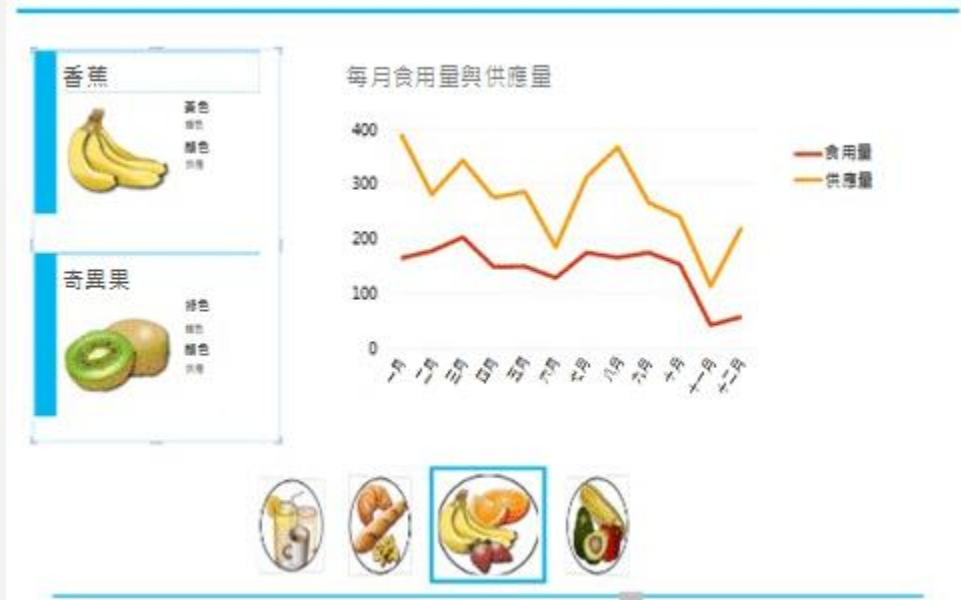 香蕉
黃色
顏色
奇異果
綠色
顏色
每月食用量與供應量
400
300
200
100
0
一月
二月
三月
四月
五月
六月
七月
八月
九月
十月
十一月
十二月
食用量
供應量